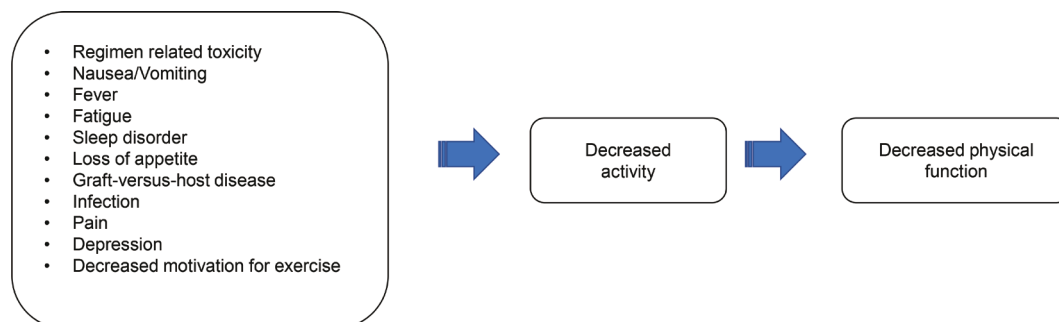 • Regimen related toxicity
• Nausea/Vomiting
• Fever
• Fatigue
• Sleep disorder
• Loss of appetite
• Graft-versus-host disease
• Infection
• Pain
• Depression
• Decreased motivation for exercise
Decreased
activity
Decreased physical
function